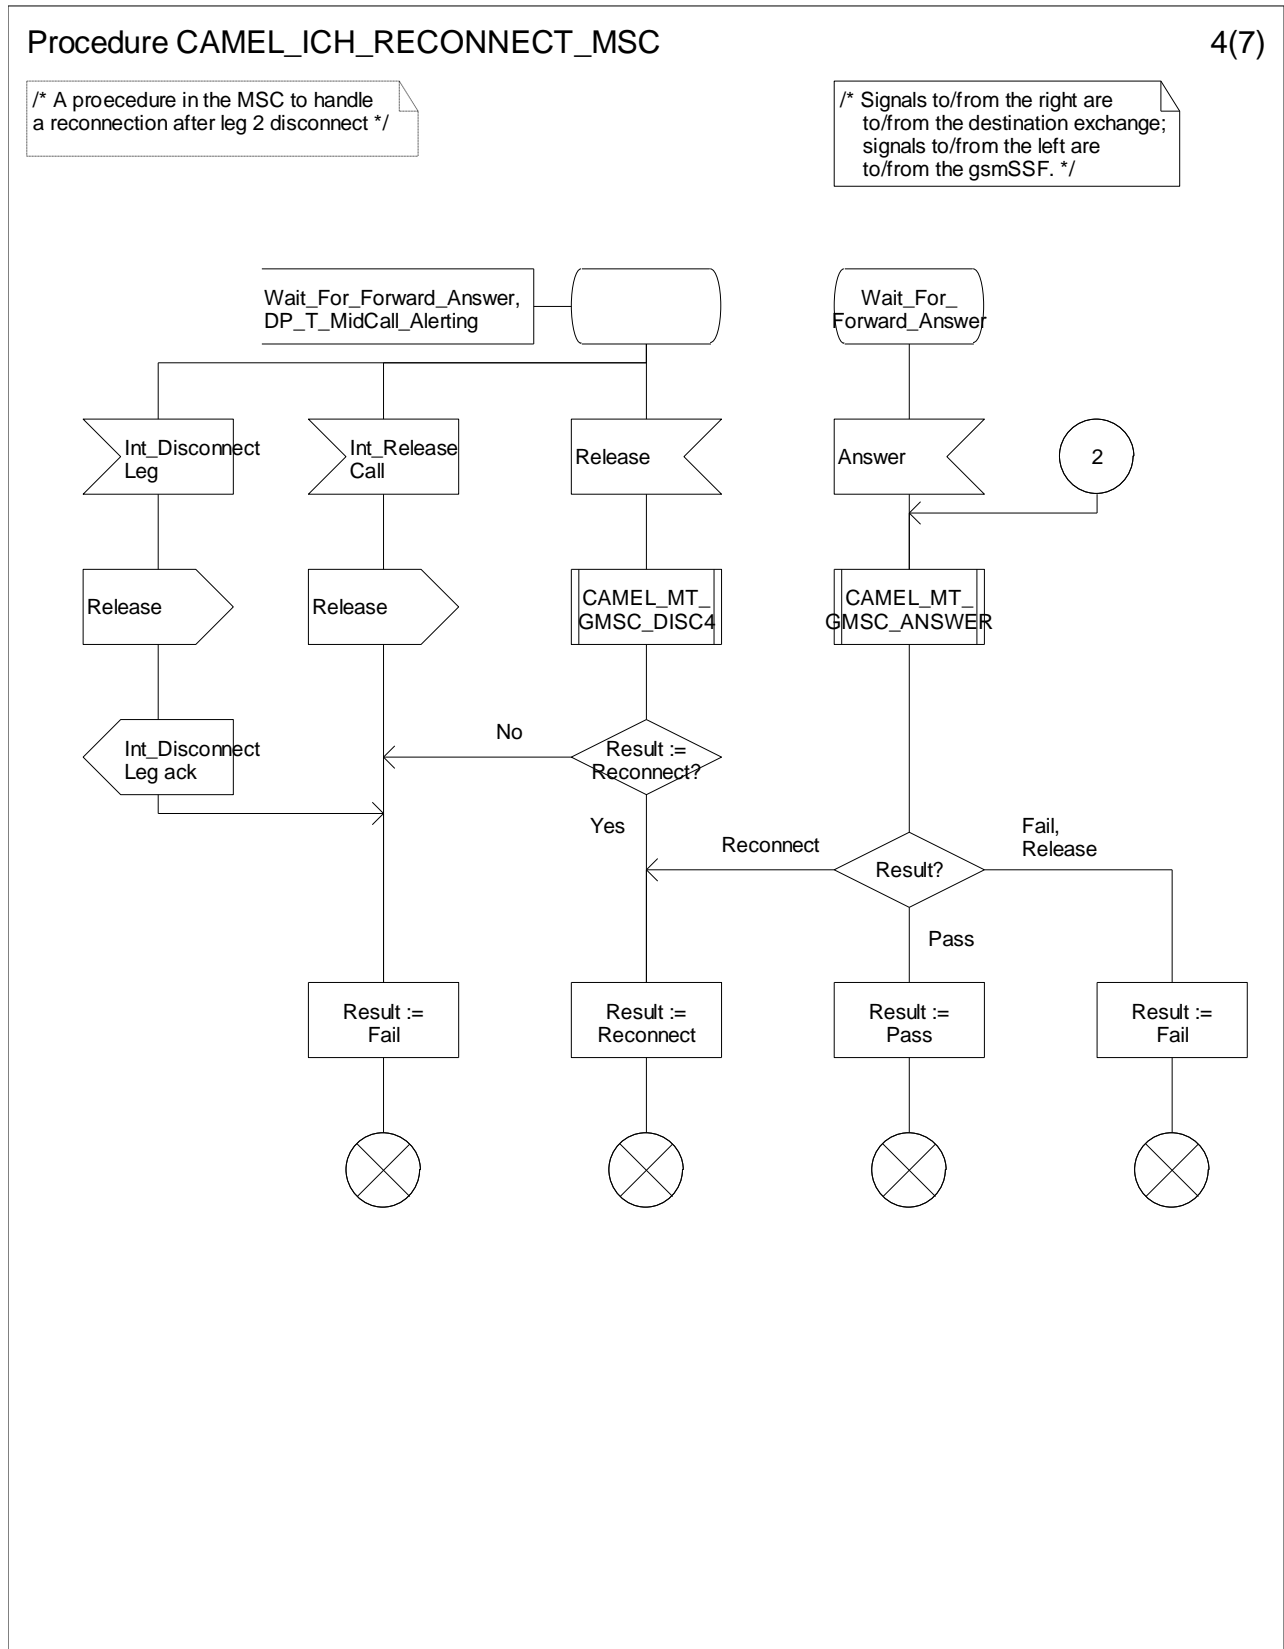 Procedure CAMEL_ICH_RECONNECT_MSC
4(7)
/* A proecedure in the MSC to handle
a reconnection after leg 2 disconnect */
/* Signals to/from the right are
to/from the destination exchange;
signals to/from the left are
to/from the gsmSSF. */
Wait_For_Forward_Answer,
DP_T_MidCall_Alerting
Wait_For_
Forward_Answer
Int_Disconnect
Leg
Int_Release
Call
Release
Answer
2
Release
Release
CAMEL_MT_
GMSC_DISC4
CAMEL_MT_
GMSC_ANSWER
Int_Disconnect
Leg ack
No
Result :=
Reconnect?
Yes
Reconnect
Result?
Fail,
Release
Pass
Result :=
Fail
Result :=
Reconnect
Result :=
Pass
Result :=
Fail